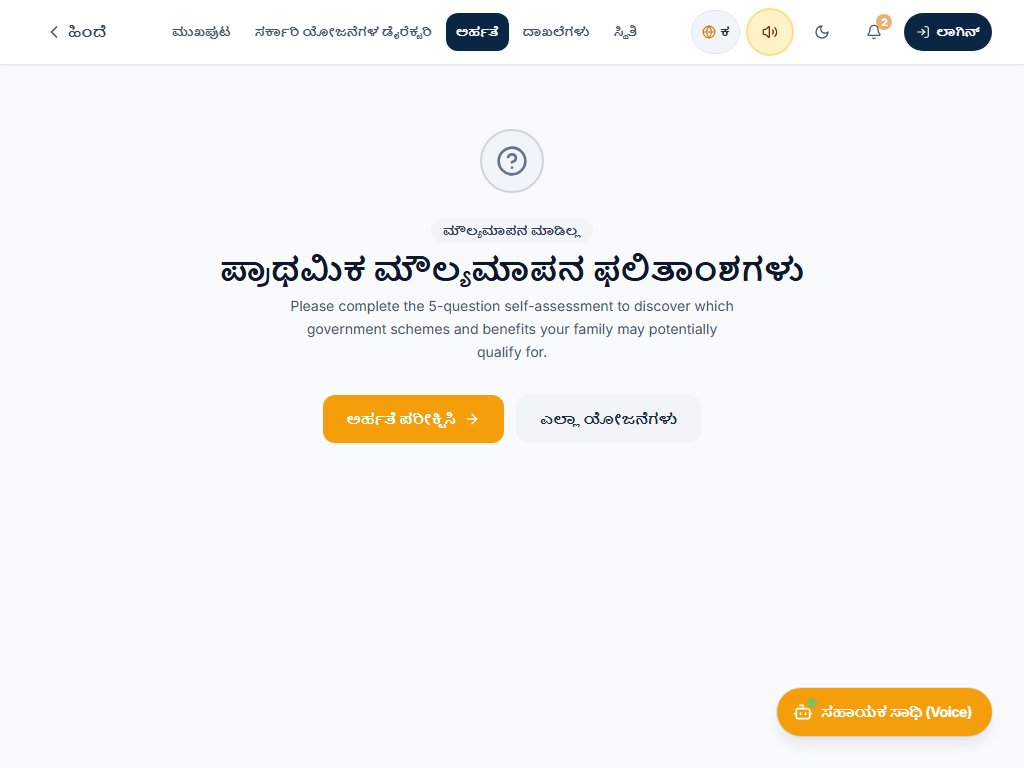 ಹಿಂದೆ
ಮುಖಪುಟ
ಸರ್ಕಾರಿ ಯೋಜನೆಗಳ ಡೈರೆಕ್ಟರಿ
ಅರ್ಹತೆ
ದಾಖಲೆಗಳು
ಸ್ಥಿತಿ
ಕ
2
ಲಾಗಿನ್
ಮೌಲ್ಯಮಾಪನ ಮಾಡಿಲ್ಲ
ಪ್ರಾಥಮಿಕ ಮೌಲ್ಯಮಾಪನ ಫಲಿತಾಂಶಗಳು
Please complete the 5-question self-assessment to discover which
government schemes and benefits your family may potentially
qualify for.
ಅರ್ಹತೆ ಪರೀಕ್ಷಿಸಿ
ಎಲ್ಲಾ ಯೋಜನೆಗಳು
ಸಹಾಯಕ ಸಾಧಿ (Voice)